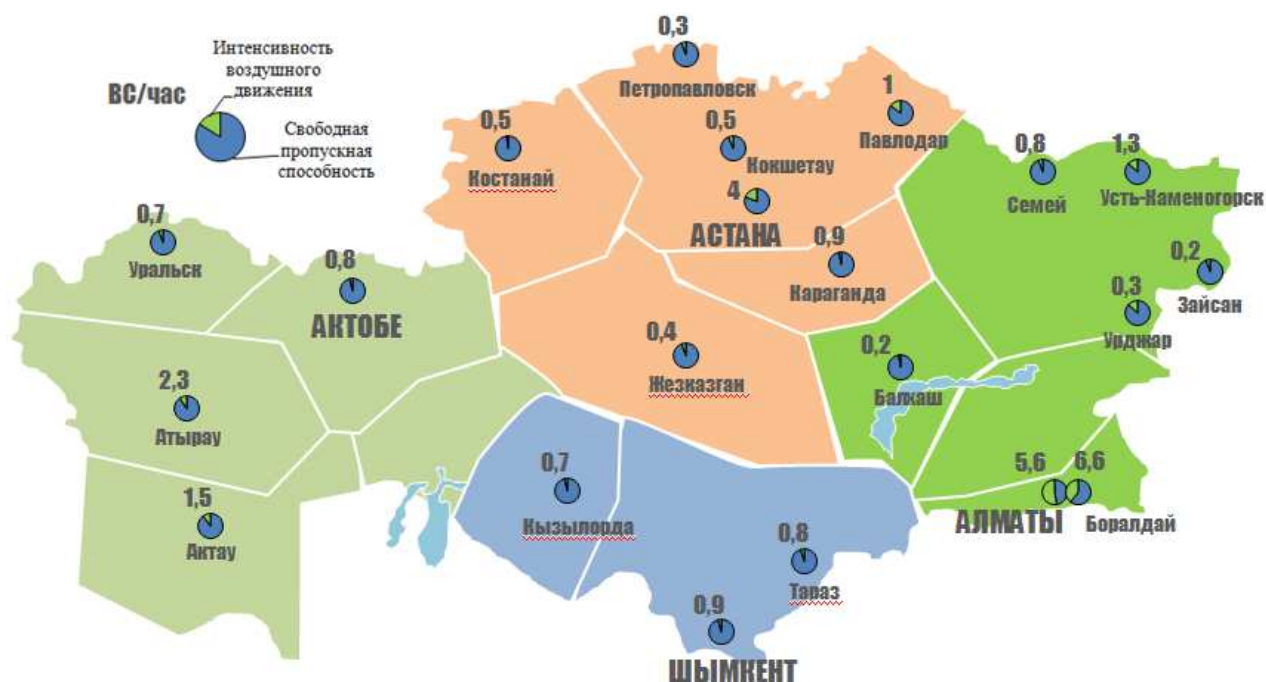 Интенсивность
воздушного
движения
ВС/час
Свободная
пропускная
способность
0,3
Петропавловск
1
Павлодар
0,5
Костанай
0,5
Кокшетау
4
АСТАНА
0,8
Семей
1,3
Усть-Каменогорск
0,7
Уральск
0,8
АКТОБЕ
0,9
Караганда
0,2
Зайсан
0,3
Урджар
0,4
Жезказган
0,2
Балхаш
2,3
Атырау
1,5
Актау
0,7
Кызылорда
5,6
АЛМАТЫ
6,6
Боралдай
0,8
Тараз
0,9
ШЫМКЕНТ